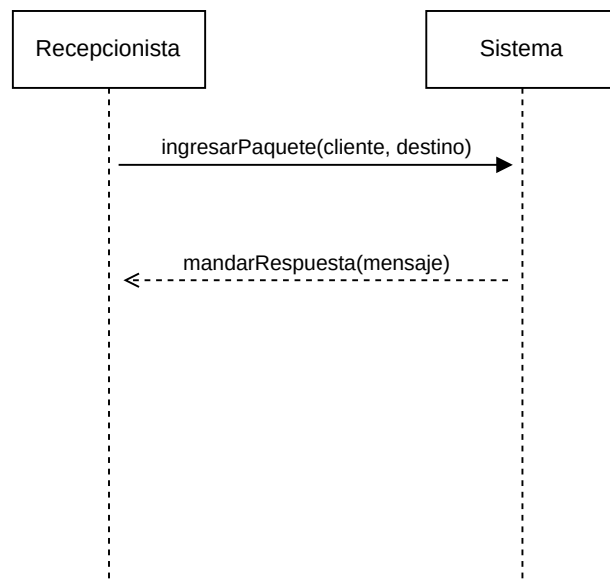 Recepcionista
Sistema
ingresarPaquete(cliente, destino)
mandarRespuesta(mensaje)